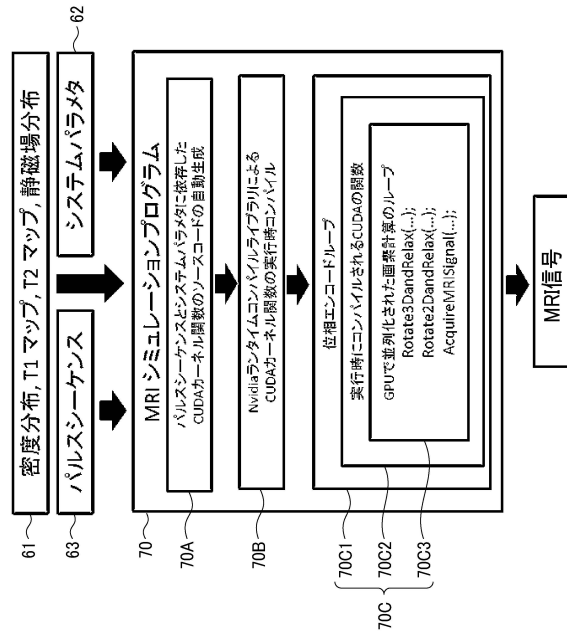 61
密度分布, T1 マップ, T2 マップ, 静磁場分布
63
パルスシーケンス
システムパラメタ
62
70
MRI シミュレーションプログラム
70A
パルスシーケンスとシステムパラメタに依存した
CUDAカーネル関数のソースコードの自動生成
70B
Nvidiaランタイムコンパイルライブラリによる
CUDAカーネル関数の実行時コンパイル
位相エンコードループ
70C1
実行時にコンパイルされるCUDAの関数
70C2
GPUで並列化された画素計算のループ
Rotate3DandRelax(...);
Rotate2DandRelax(...);
AcquireMRISignal(...);
70C3
70C
MRI信号